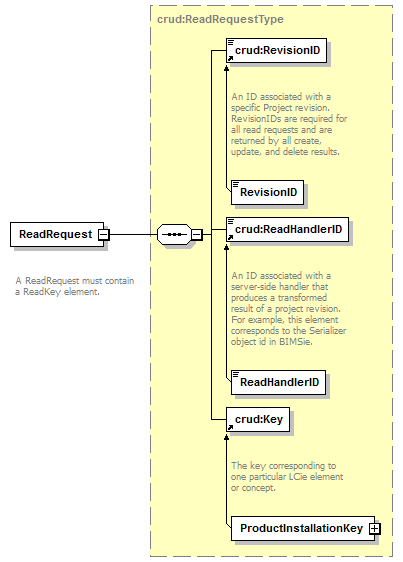 crud:ReadRequestType
crud:RevisionID
An ID associated with a
specific Project revision.
RevisionIDs are required for
all read requests and are
returned by all create,
update, and delete results.
RevisionID
ReadRequest
crud:ReadHandlerID
A ReadRequest must contain
a ReadKey element.
An ID associated with a
server-side handler that
produces a transformed
result of a project revision.
For example, this element
corresponds to the Serializer
object id in BIMSie.
ReadHandlerID
crud:Key
The key corresponding to
one particular LCie element
or concept.
ProductInstallationKey